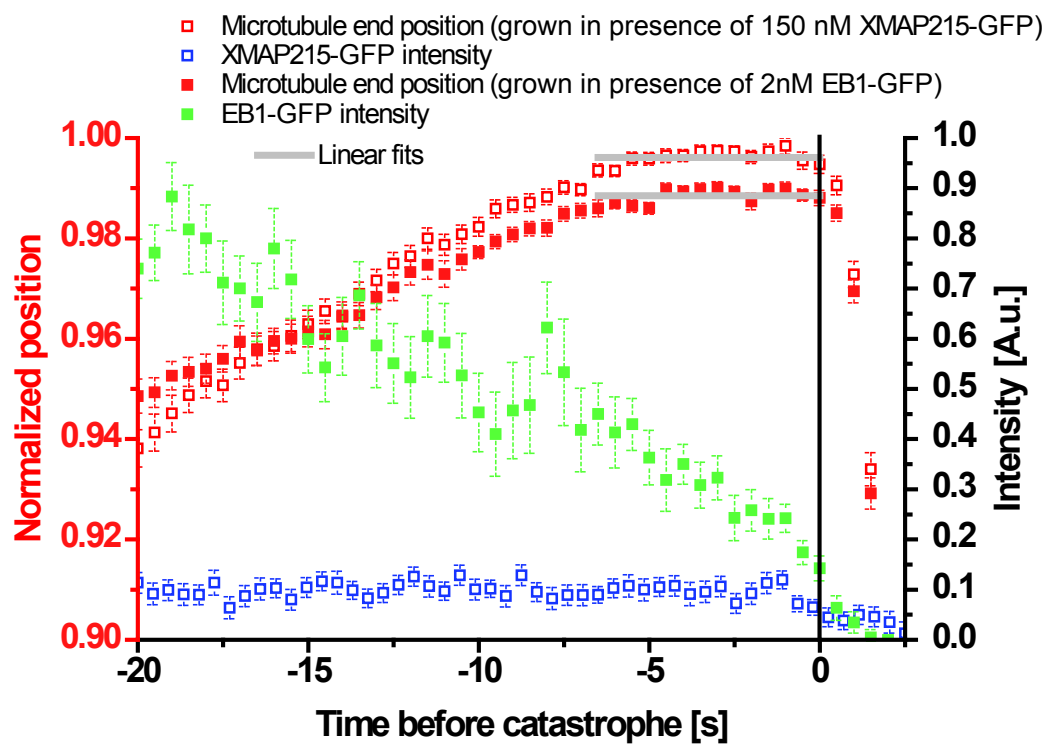 Microtubule end position (grown in presence of 150 nM XMAP215-GFP)
XMAP215-GFP intensity
Microtubule end position (grown in presence of 2nM EB1-GFP)
EB1-GFP intensity
Linear fits
Normalized position
1.00
0.98
0.96
0.94
0.92
0.90
Intensity [A.u.]
1.0
0.9
0.8
0.7
0.6
0.5
0.4
0.3
0.2
0.1
0.0
-20 -15 -10 -5 0
Time before catastrophe [s]